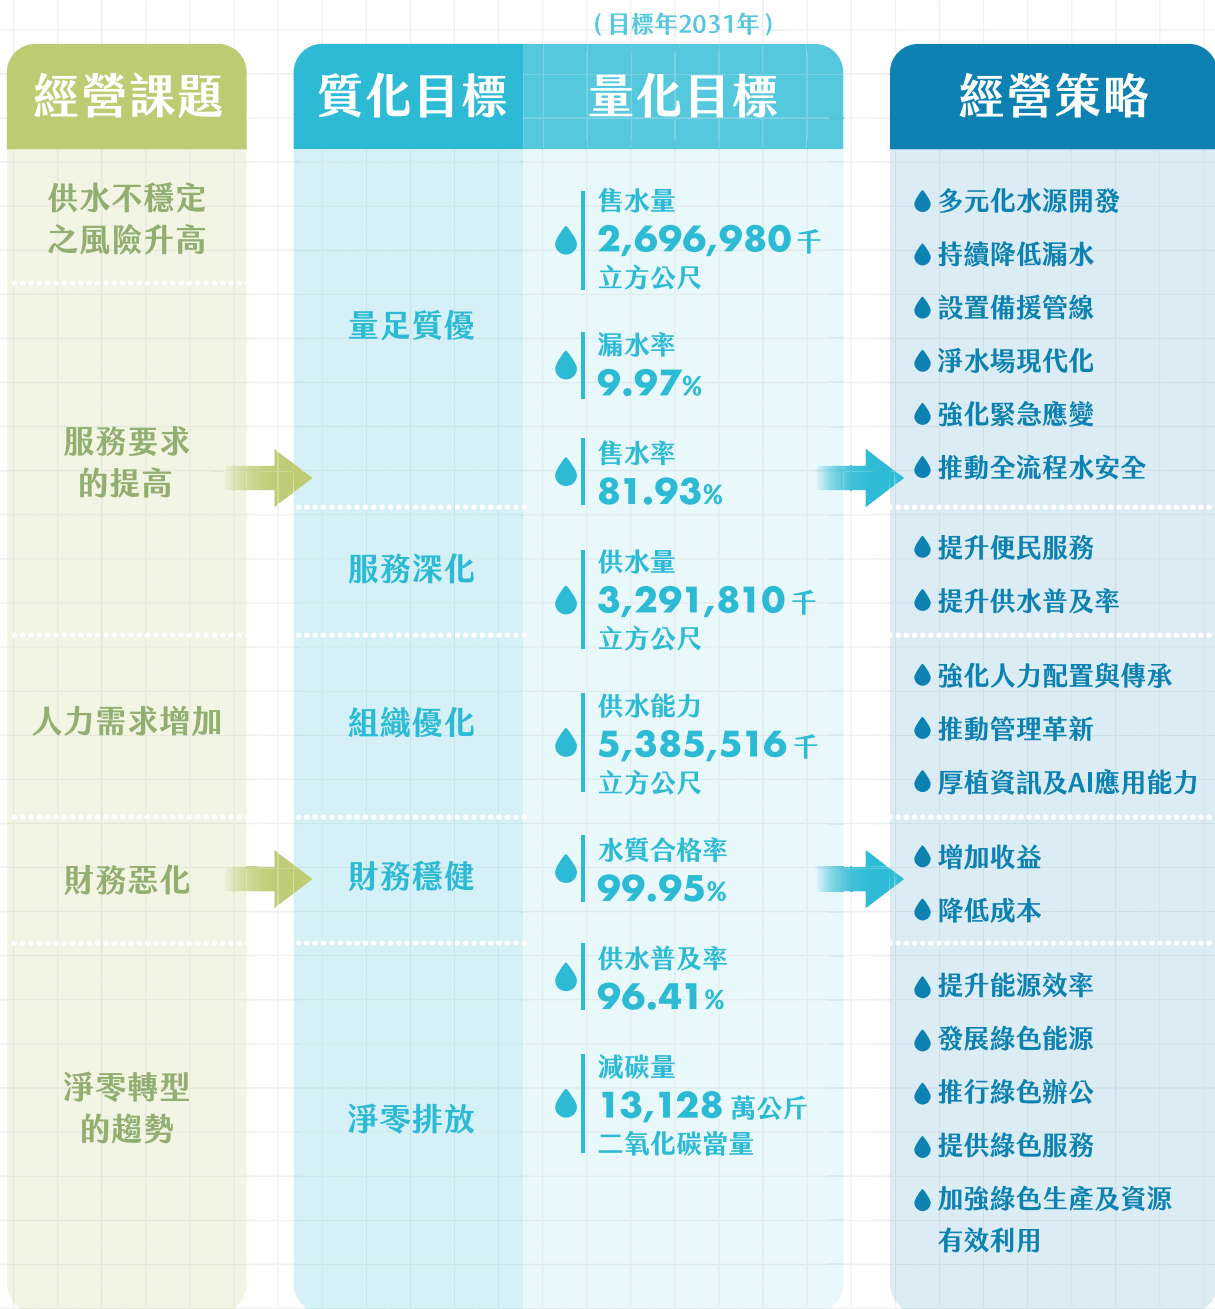 (目標年2031年)
經營課題
供水不穩定
之風險升高
服務要求
的提高
人力需求增加
財務惡化
淨零轉型
的趨勢
質化目標
量足質優
服務深化
組織優化
財務穩健
淨零排放
量化目標
售水量
2,696,980 千
立方公尺
漏水率
9.97%
售水率
81.93%
供水量
3,291,810 千
立方公尺
供水能力
5,385,516 千
立方公尺
水質合格率
99.95%
供水普及率
96.41%
減碳量
13,128 萬公斤
二氧化碳當量
經營策略
多元化水源開發
持續降低漏水
設置備援管線
淨水場現代化
強化緊急應變
推動全流程水安全
提升便民服務
提升供水普及率
強化人力配置與傳承
推動管理革新
厚植資訊及AI應用能力
增加收益
降低成本
提升能源效率
發展綠色能源
推行綠色辦公
提供綠色服務
加強綠色生產及資源
有效利用